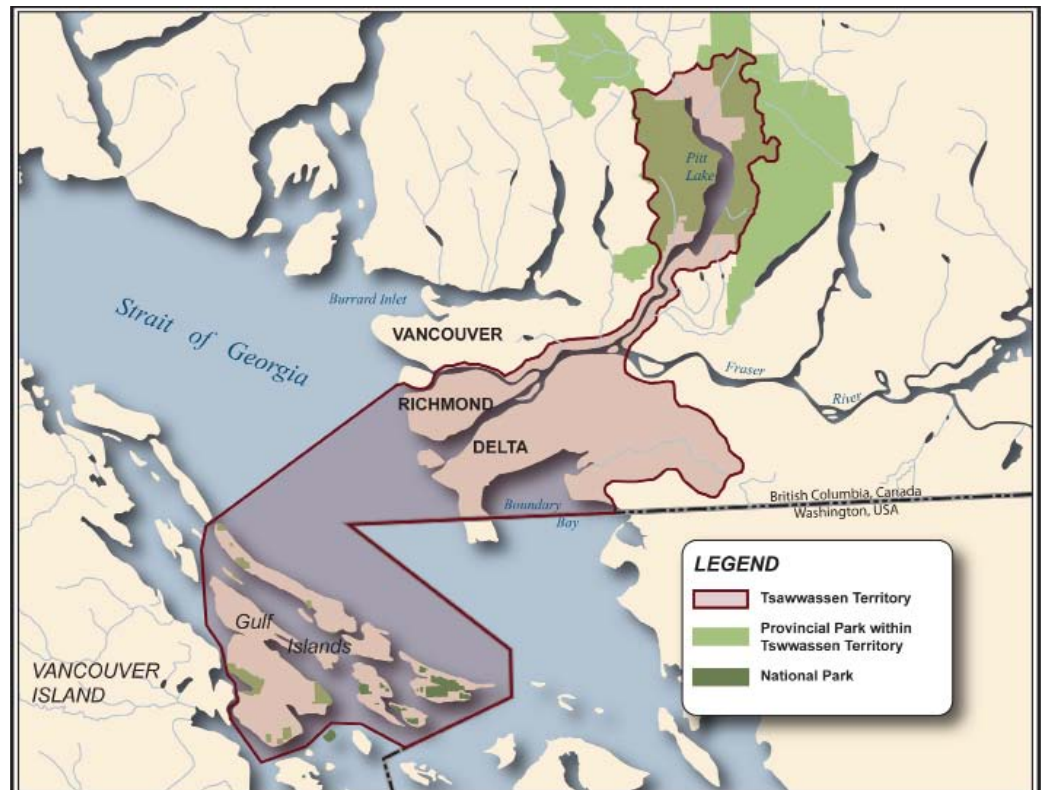 Pitt
Lake
Burrard Inlet
Strait of Georgia
VANCOUVER
Fraser
River
RICHMOND
DELTA
Boundary
Bay
British Columbia, Canada
Washington, USA
Gulf
Islands
VANCOUVER
ISLAND
LEGEND
Tsawwassen Territory
Provincial Park within
Tswwassen Territory
National Park